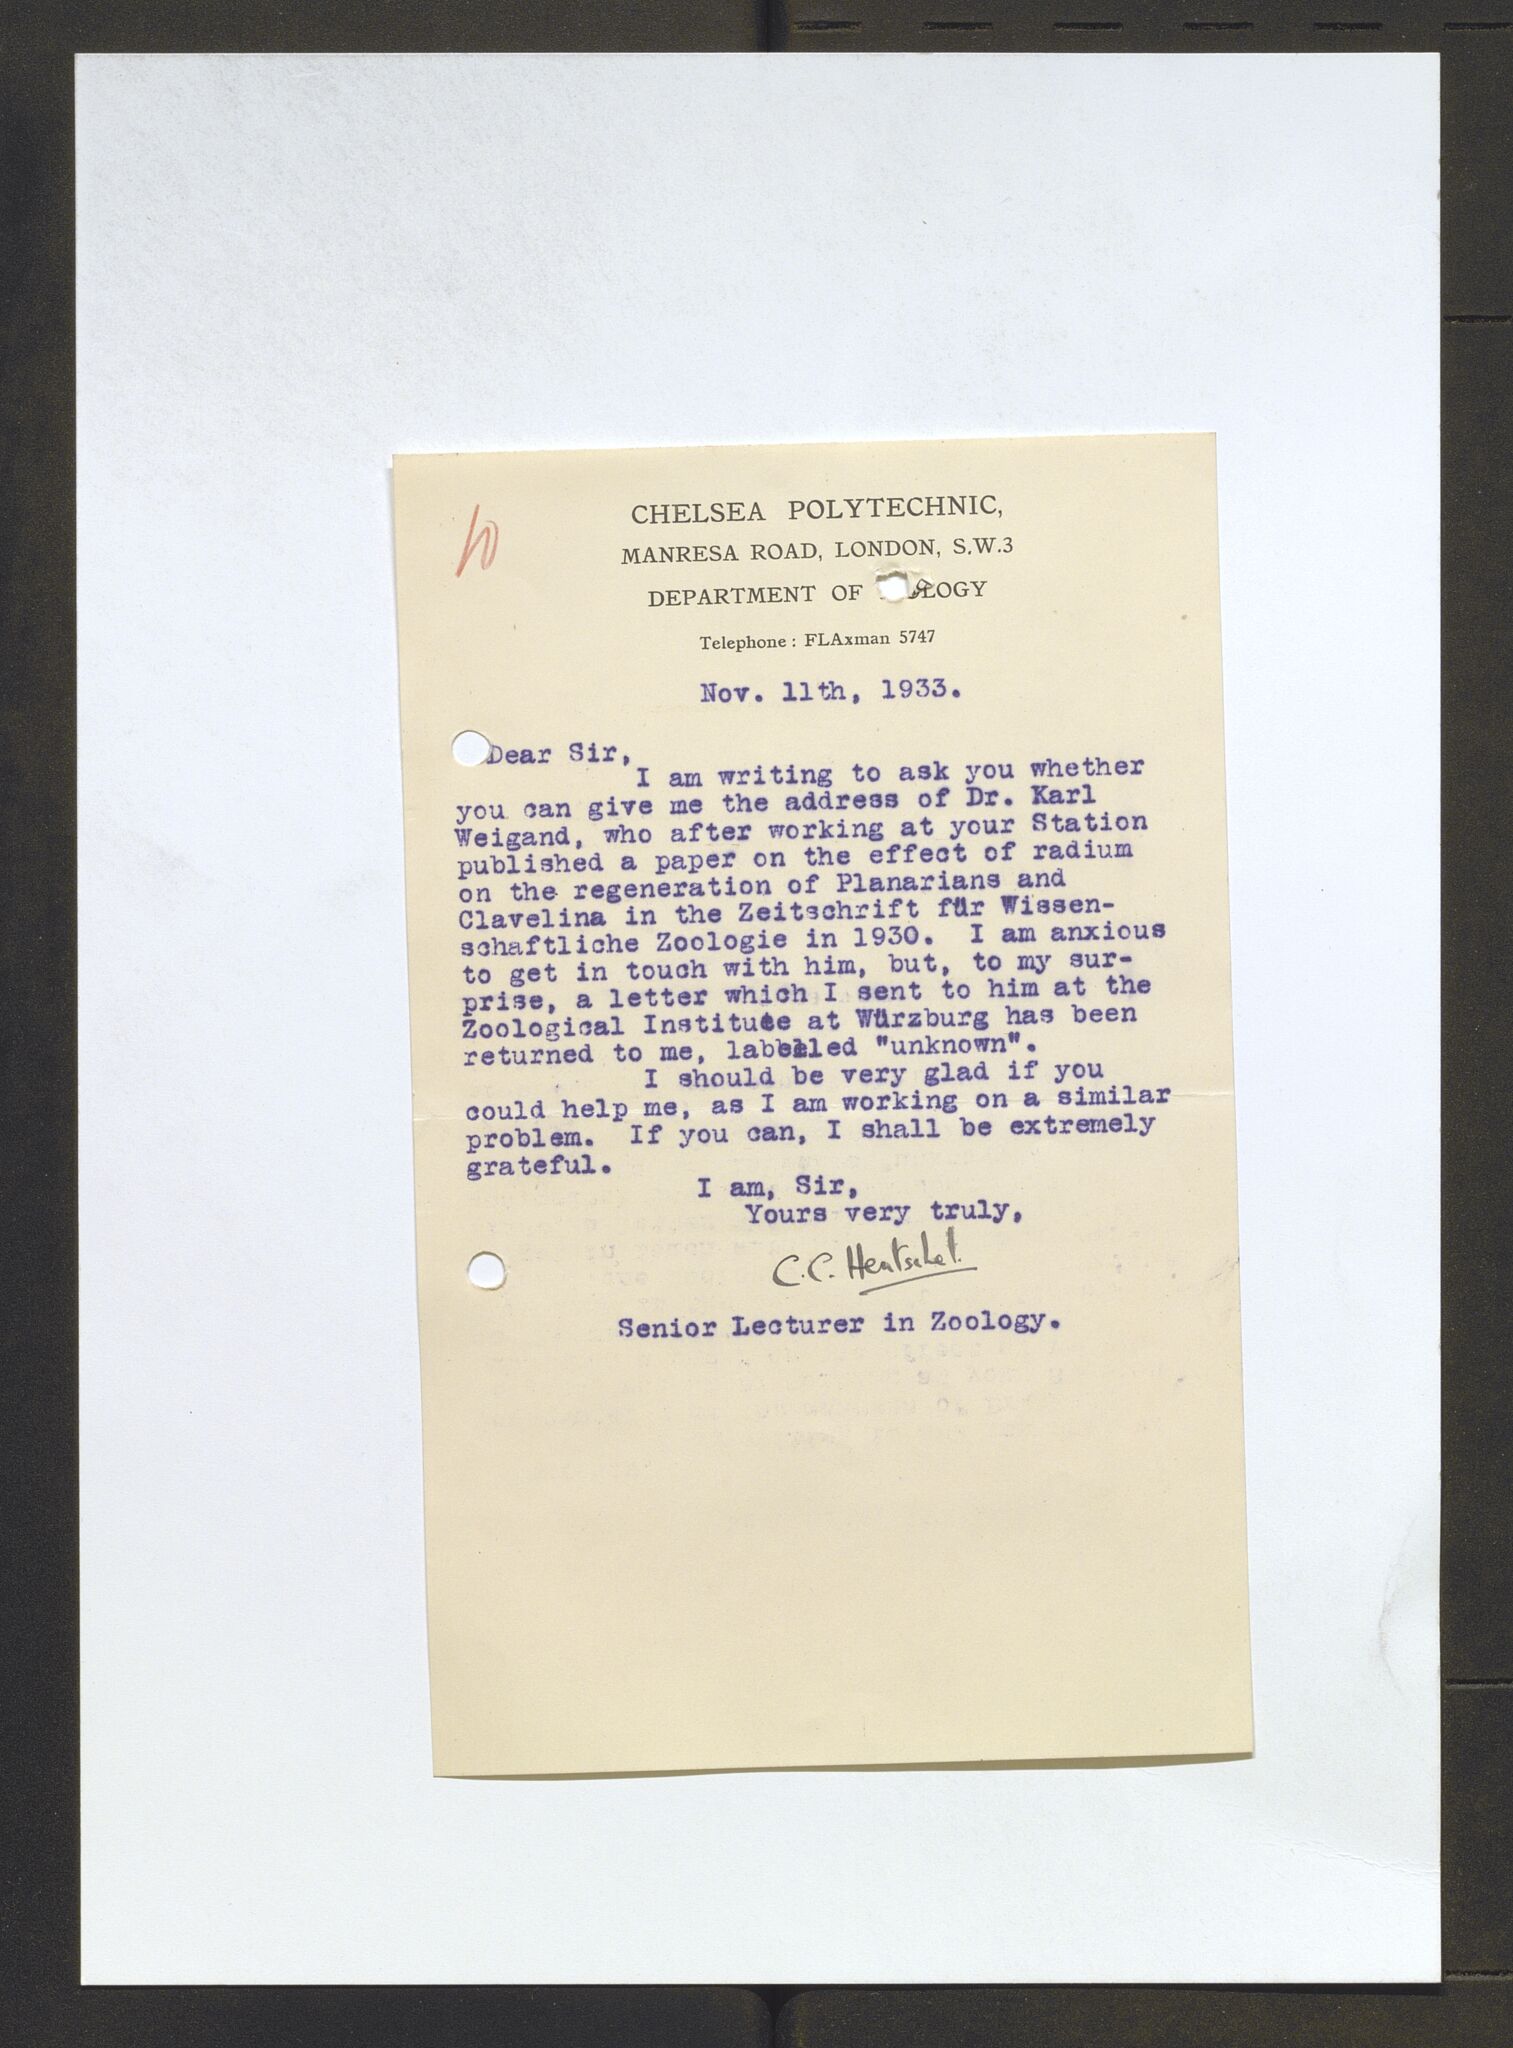 10
CHELSEA POLYTECHNIC,
MANRESA ROAD, LONDON, S.W.3
DEPARTMENT OF
Telephone: FLAxman 5747
Nov. 11th, 1933.
Dear Sir,
I am writing to ask you whether
you can give me the address of Dr. Karl
Weigand, who after working at your Station
published a paper on the effect of radium
on the regeneration of Planarians and
Clavelina in the Zeitschrift für Wissen-
schaftliche Zoologie in 1930. I am anxious
to get in touch with him, but, to my sur-
prise, a letter which I sent to him at the
Zoological Institute at Würzburg has been
returned to me, labelled "unknown".
I should be very glad if you
could help me, as I am working on a similar
problem. If you can, I shall be extremely
grateful.
I am, Sir,
Yours very truly,
C.C. Hentschel.
Senior Lecturer in Zoology.